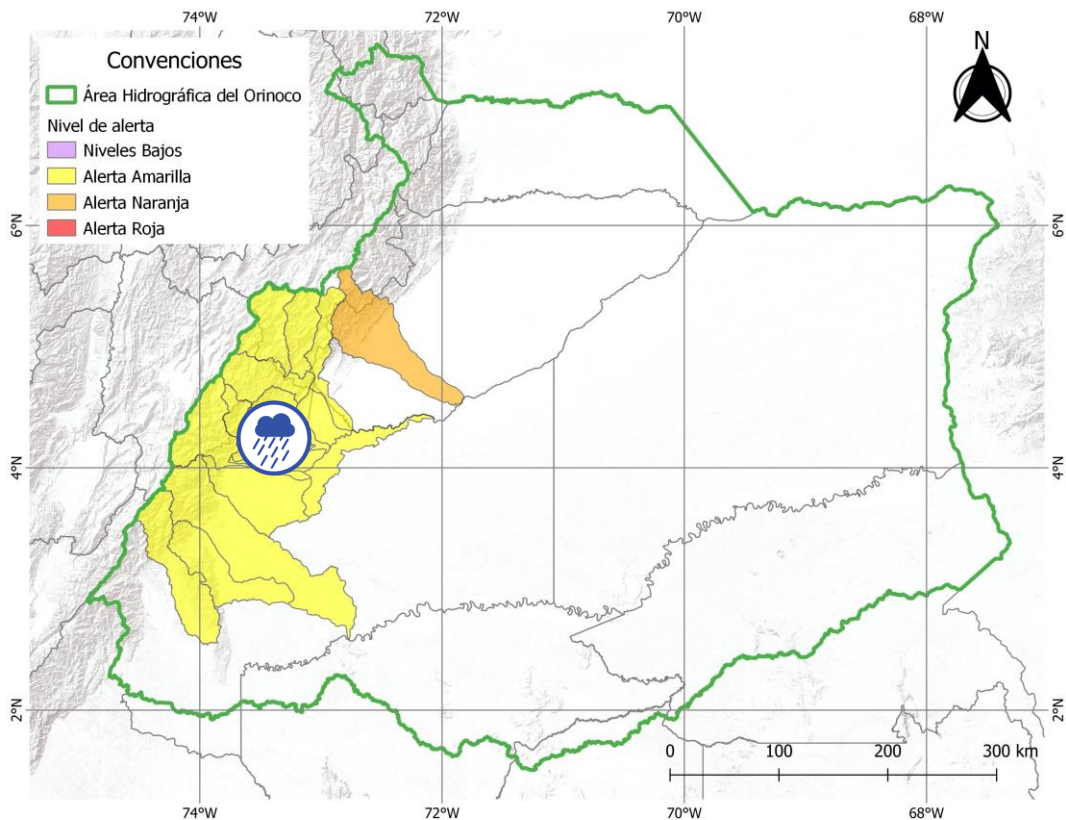 74°W 72°W 70°W 68°W
Convenciones
Área Hidrográfica del Orinoco
Nivel de alerta
Niveles Bajos
Alerta Amarilla
Alerta Naranja
Alerta Roja
N
6°N 6°N
4°N 4°N
2°N 2°N
0 100 200 300 km
74°W 72°W 70°W 68°W